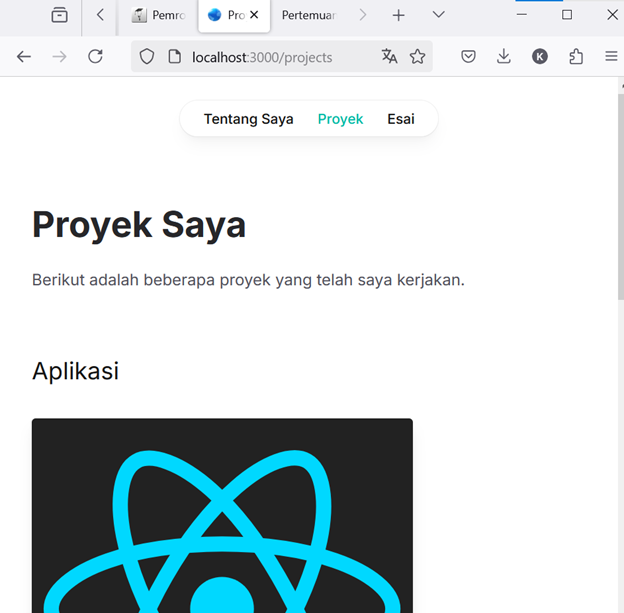 Pemro
Pro
Pertemuan
localhost:3000/projects
K
Tentang Saya
Proyek
Esai
Proyek Saya
Berikut adalah beberapa proyek yang telah saya kerjakan.
Aplikasi